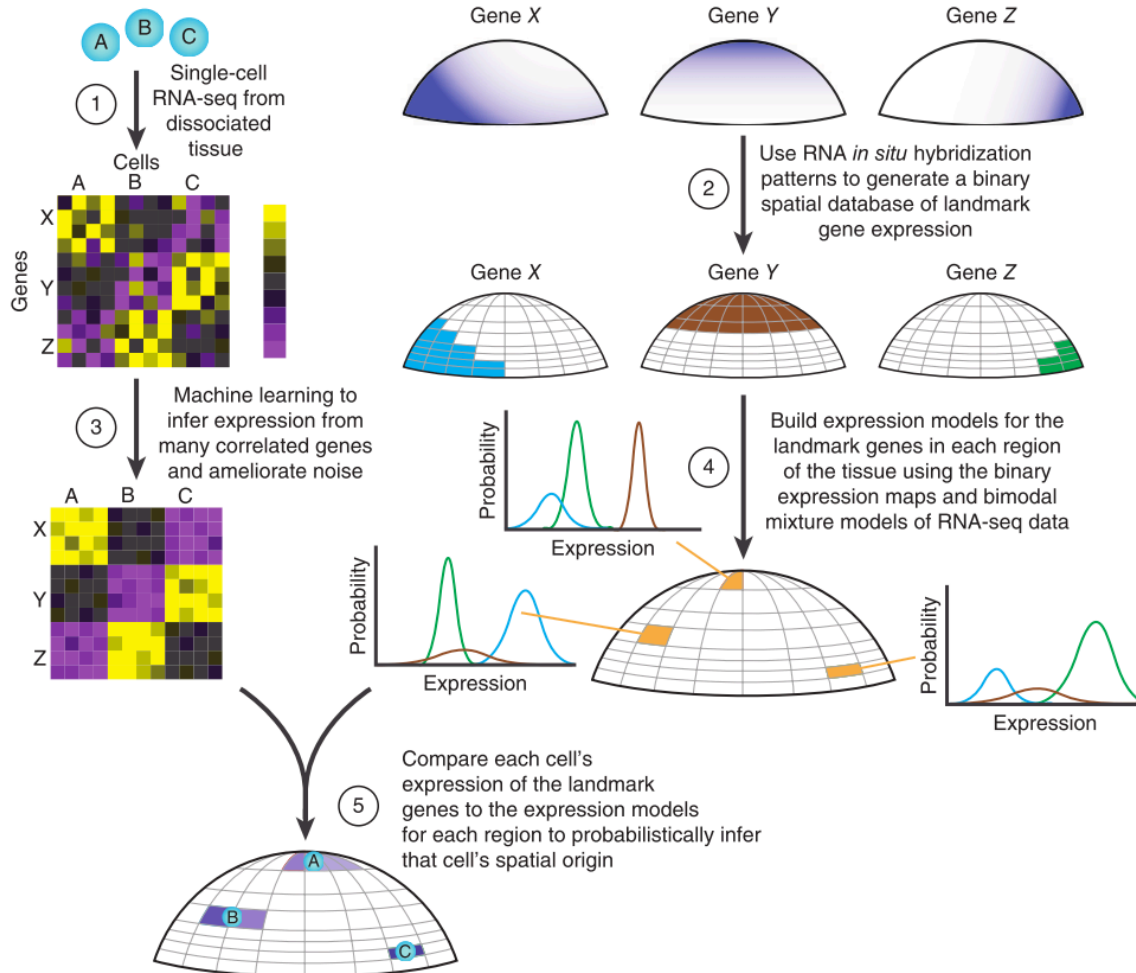 A B C
1
Single-cell
RNA-seq from
dissociated
tissue
Cells
A B C
Genes
X
Y
Z
Gene X Gene Y Gene Z
2
Use RNA in situ hybridization
patterns to generate a binary
spatial database of landmark
gene expression
Gene X Gene Y Gene Z
3
Machine learning to
infer expression from
many correlated genes
and ameliorate noise
A B C
X
Y
Z
4
Build expression models for the
landmark genes in each region
of the tissue using the binary
expression maps and bimodal
mixture models of RNA-seq data
Probability
Expression
Probability
Expression
Probability
Expression
5
Compare each cell's
expression of the landmark
genes to the expression models
for each region to probabilistically infer
that cell's spatial origin
A
B
C